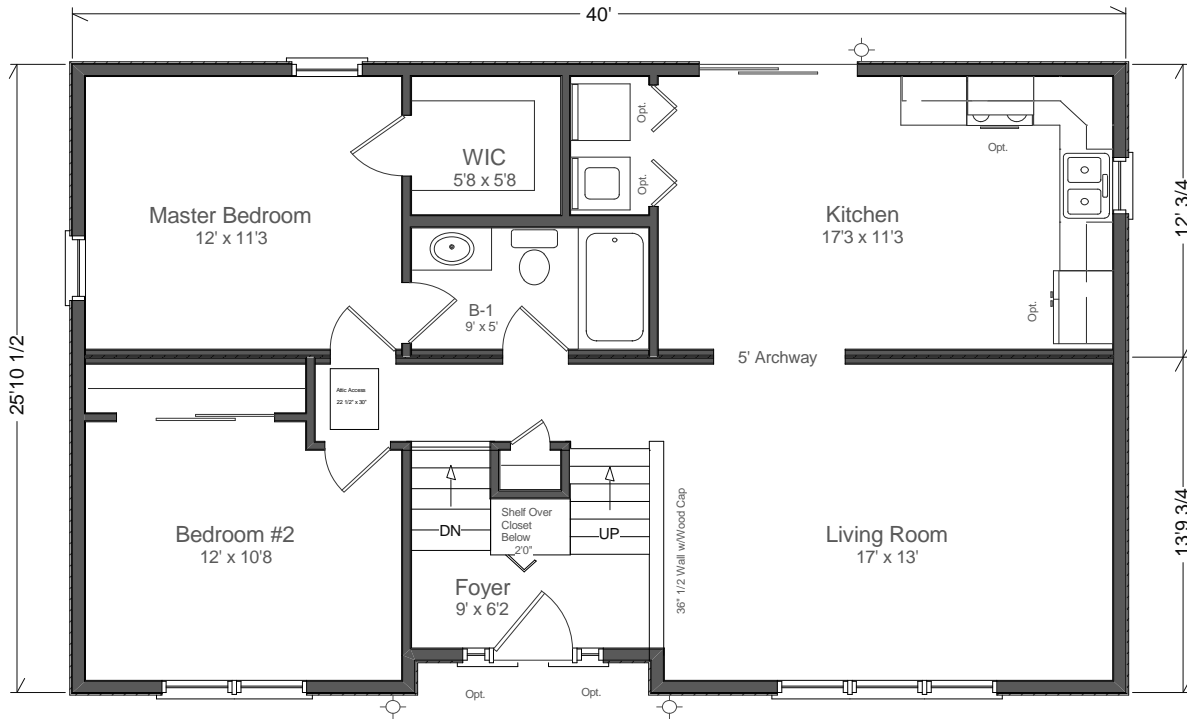 40'
Opt.
WIC
5'8 x 5'8
Opt.
Opt.
Master Bedroom
12' x 11'3
Kitchen
17'3 x 11'3
12' 3/4
B-1
9' x 5'
Opt.
25'10 1/2
5' Archway
Attic Access
22 1/2" x 30"
Shelf Over
Closet
Below
2'0"
DN
UP
Bedroom #2
12' x 10'8
Living Room
17' x 13'
36" 1/2 Wall w/Wood Cap
13'9 3/4
Foyer
9' x 6'2
Opt.
Opt.